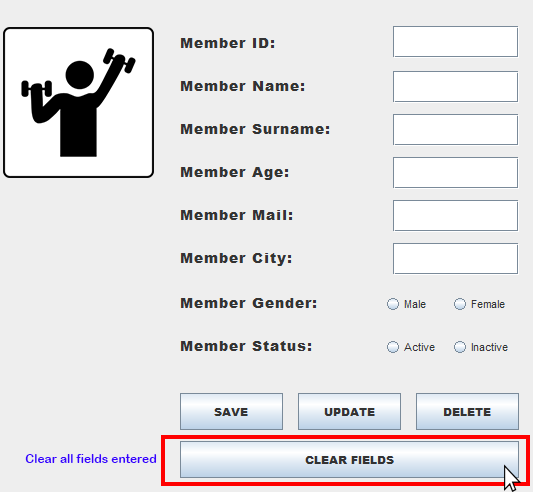 Member ID:
Member Name:
Member Surname:
Member Age:
Member Mail:
Member City:
Member Gender: Male Female
Member Status: Active Inactive
SAVE UPDATE DELETE
Clear all fields entered CLEAR FIELDS